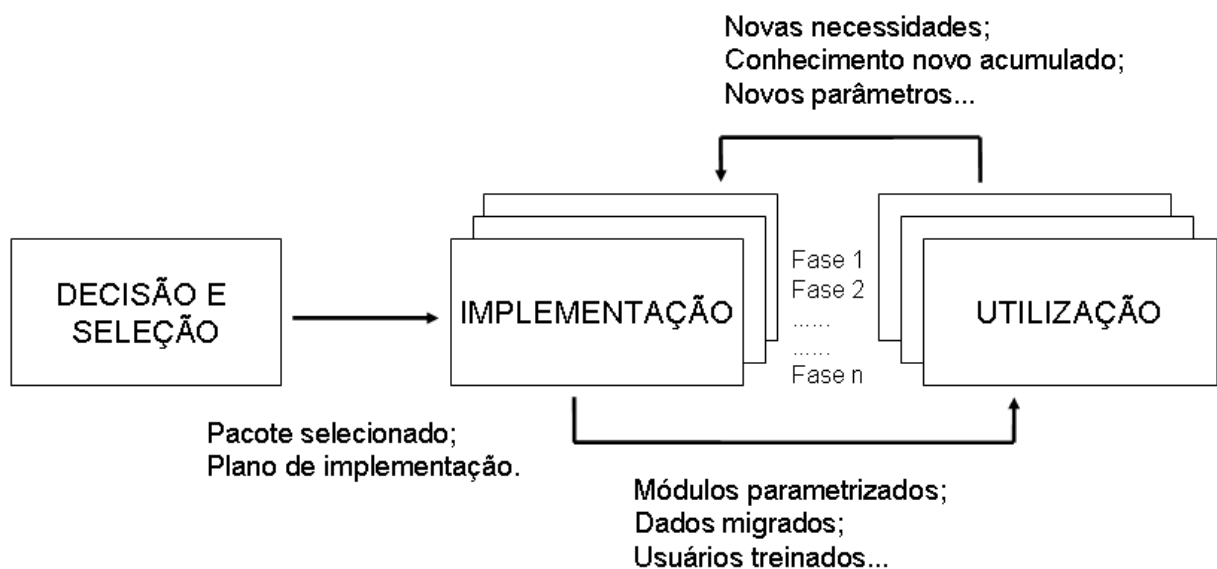 Novas necessidades;
Conhecimento novo acumulado;
Novos parâmetros...
DECISÃO E
SELEÇÃO
IMPLEMENTAÇÃO
Fase 1
Fase 2
......
......
Fase n
UTILIZAÇÃO
Pacote selecionado;
Plano de implementação.
Módulos parametrizados;
Dados migrados;
Usuários treinados...